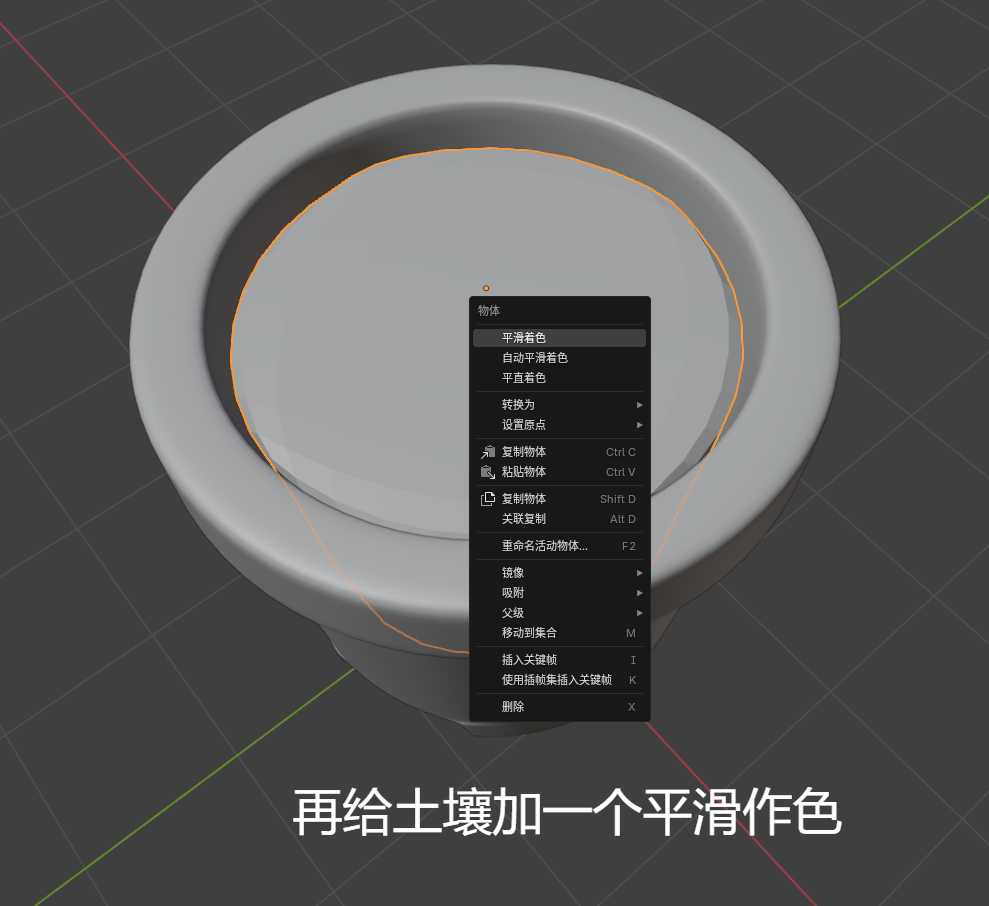 物体
平滑着色
自动平滑着色
平直着色
转换为
设置原点
复制物体 Ctrl C
粘贴物体 Ctrl V
复制物体 Shift D
关联复制 Alt D
重命名活动物体... F2
镜像
吸附
父级
移动到集合 M
插入关键帧 I
使用插帧集插入关键帧 K
删除 X
再给土壤加一个平滑作色